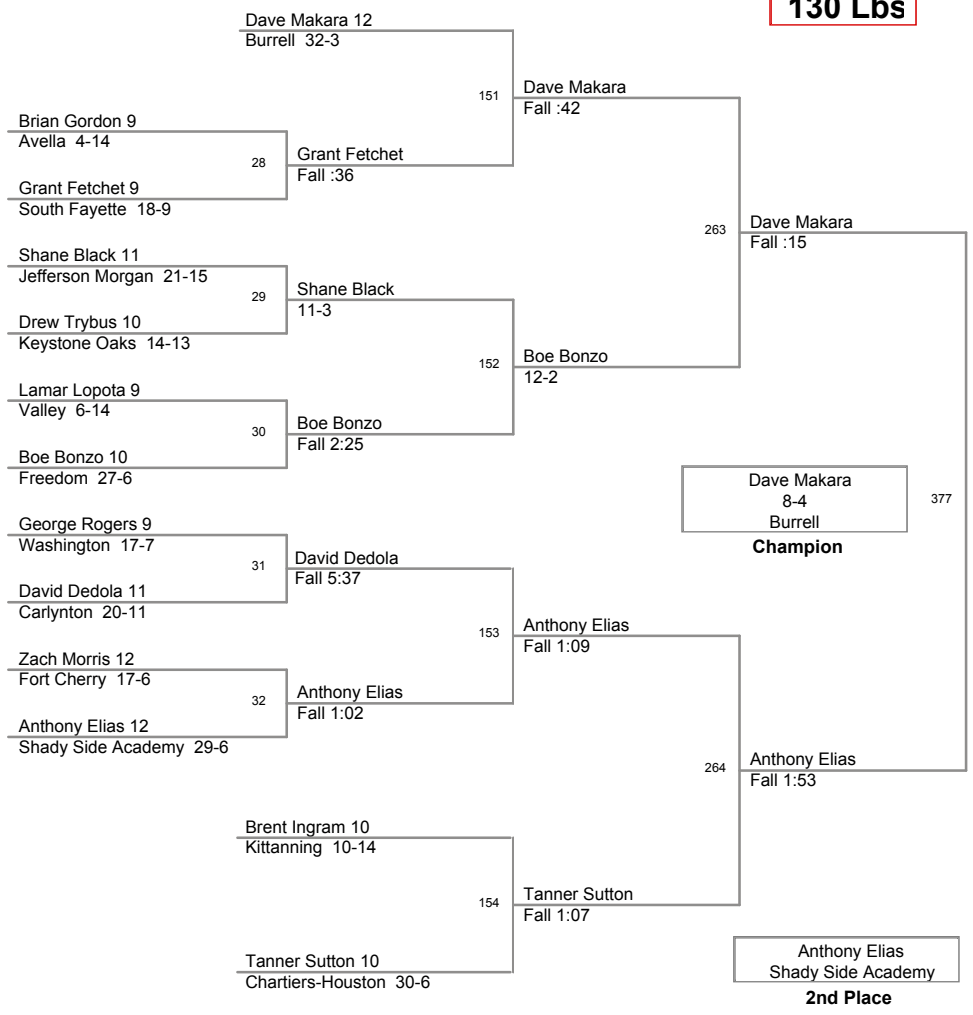 130 Lbs
Dave Makara 12
Burrell 32-3
151
Dave Makara
Fall :42
Brian Gordon 9
Avella 4-14
28
Grant Fetchet
Fall :36
Grant Fetchet 9
South Fayette 18-9
263
Dave Makara
Fall :15
Shane Black 11
Jefferson Morgan 21-15
29
Shane Black
11-3
Drew Trybus 10
Keystone Oaks 14-13
152
Boe Bonzo
12-2
Lamar Lopota 9
Valley 6-14
30
Boe Bonzo
Fall 2:25
Boe Bonzo 10
Freedom 27-6
Dave Makara
8-4
Burrell
Champion
377
George Rogers 9
Washington 17-7
31
David Dedola
Fall 5:37
David Dedola 11
Carlynton 20-11
153
Anthony Elias
Fall 1:09
Zach Morris 12
Fort Cherry 17-6
32
Anthony Elias
Fall 1:02
Anthony Elias 12
Shady Side Academy 29-6
264
Anthony Elias
Fall 1:53
Brent Ingram 10
Kittanning 10-14
154
Tanner Sutton
Fall 1:07
Tanner Sutton 10
Chartiers-Houston 30-6
Anthony Elias
Shady Side Academy
2nd Place